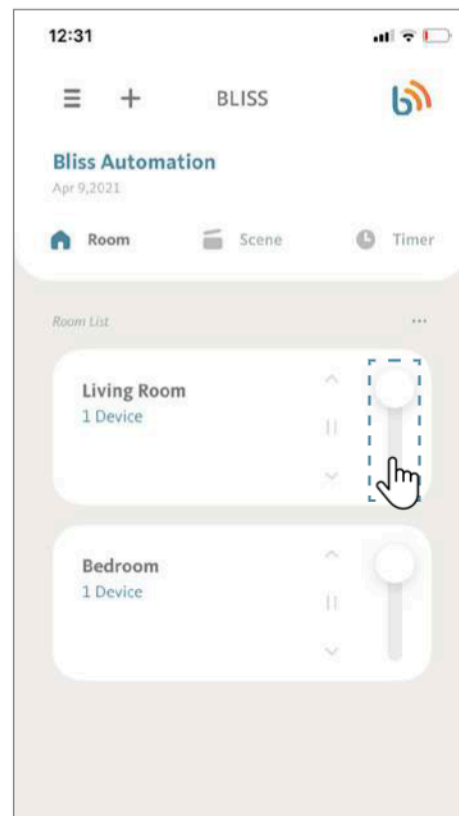 12:31
BLISS
b
Bliss Automation
Apr 9,2021
Room Scene Timer
Room List
Living Room
1 Device
Bedroom
1 Device